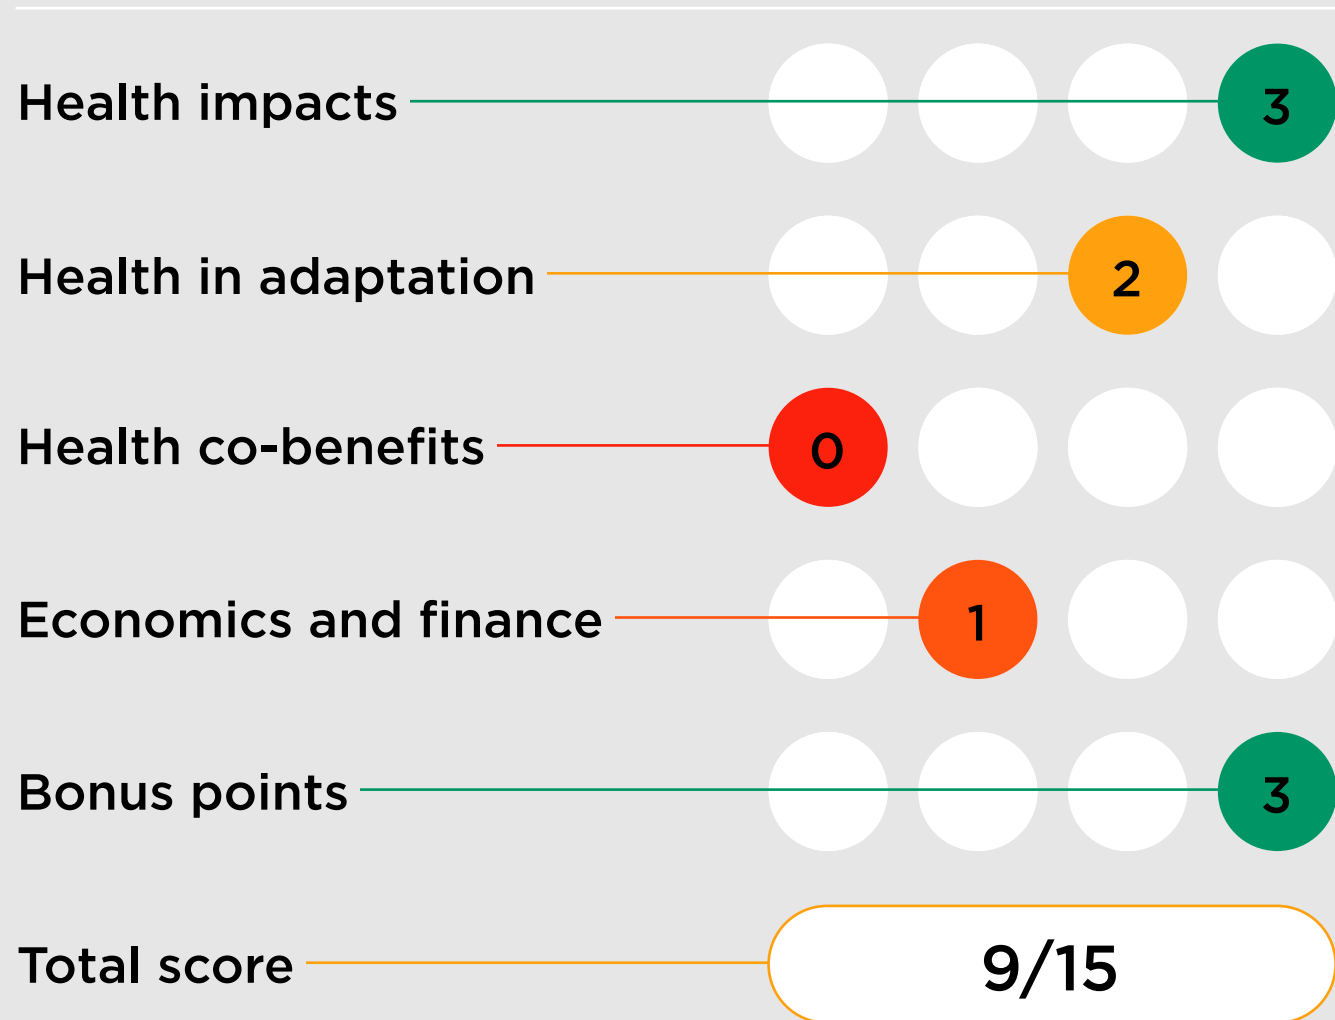 Health impacts 3
Health in adaptation 2
Health co-benefits 0
Economics and finance 1
Bonus points 3
Total score 9/15